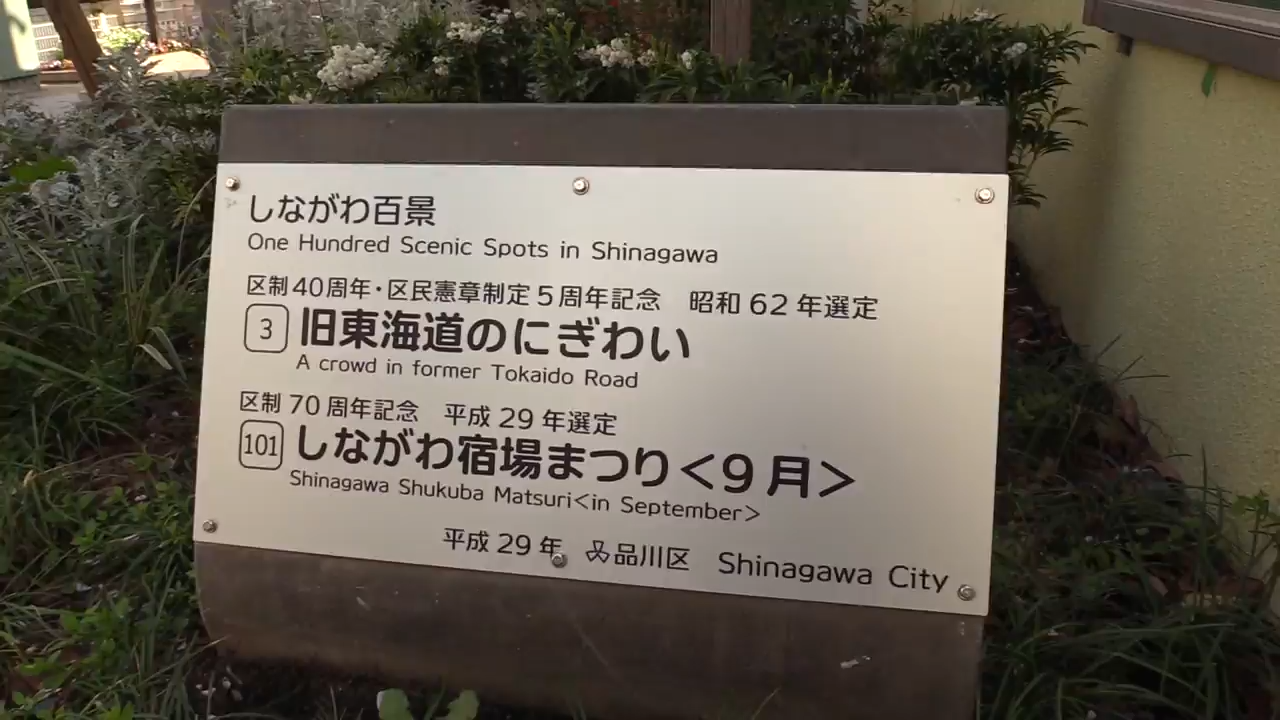 しながわ百景
One Hundred Scenic Spots in Shinagawa
区制40周年・区民憲章制定5周年記念　昭和62年選定
3 旧東海道のにぎわい
A crowd in former Tokaido Road
区制70周年記念　平成29年選定
101 しながわ宿場まつり<9月>
Shinagawa Shukuba Matsuri<in September>
平成29年 品川区 Shinagawa City